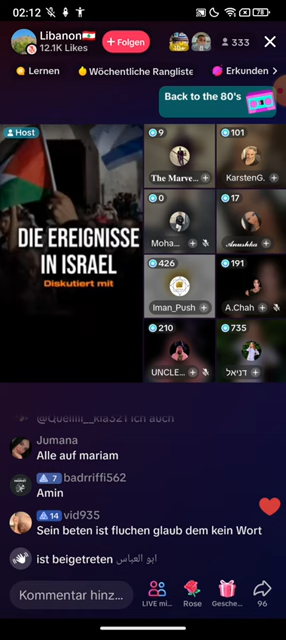 02:12
78
Libanon🇱🇧
12.1K Likes
+ Folgen
333
Lernen
Wöchentliche Rangliste
Erkunden
Back to the 80's
Host
DIE EREIGNISSE
IN ISRAEL
Diskutiert mit
9
The Marve...
101
KarstenG.
0
Moha...
17
Anushka
426
Iman_Push
191
A.Chah
210
UNCLE...
735
דניאל
Jumana
Alle auf mariam
7 badrriffi562
Amin
14 vid935
Sein beten ist fluchen glaub dem kein Wort
ist beigetreten ابو العباس
Kommentar hinz...
LIVE mi...
Rose
Gesche...
96